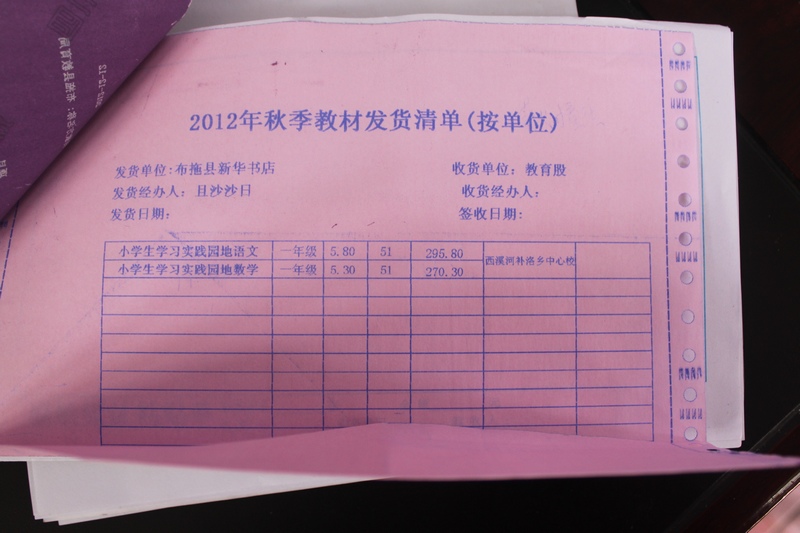 2012年秋季教材发货清单(按单位)
发货单位:布拖县新华书店 收货单位:教育股
发货经办人:且沙沙日 收货经办人:
发货日期: 签收日期:
小学生学习实践园地语文 一年级 5.80 51 295.80 西溪河补洛乡中心校
小学生学习实践园地数学 一年级 5.30 51 270.30